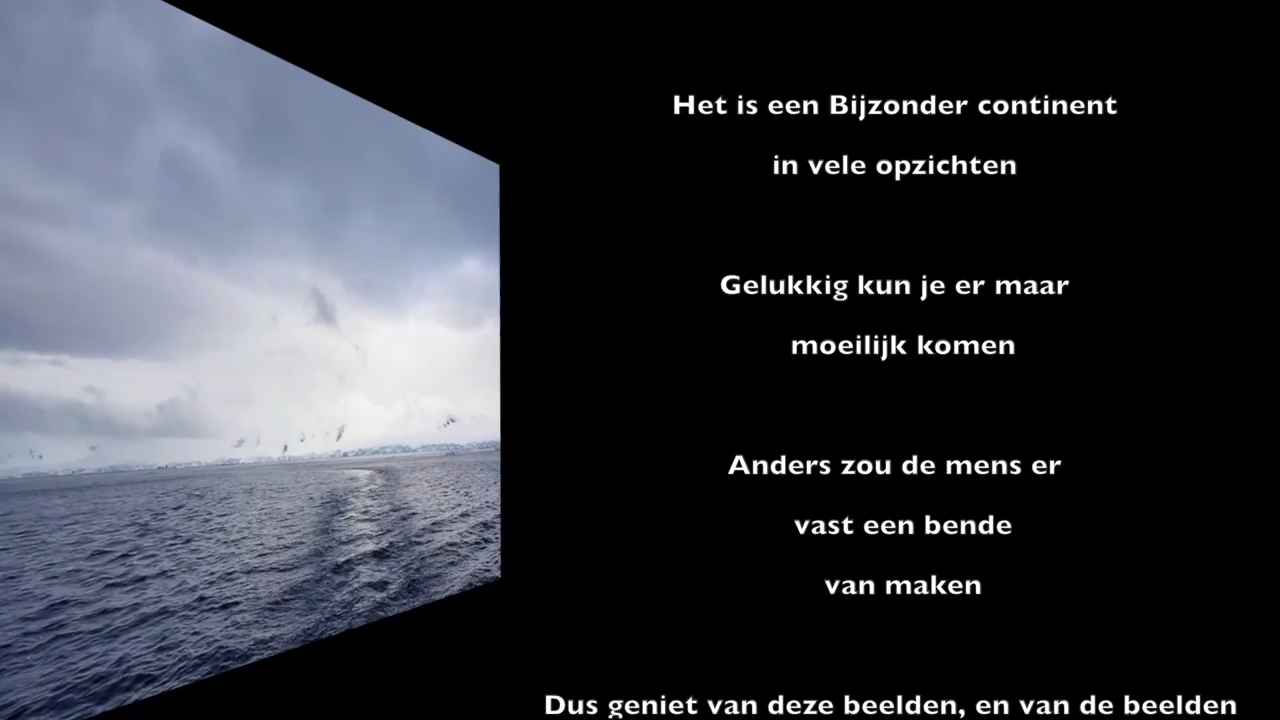 Het is een Bijzonder continent
in vele opzichten
Gelukkig kun je er maar
moeilijk komen
Anders zou de mens er
vast een bende
van maken
Dus geniet van deze beelden, en van de beelden